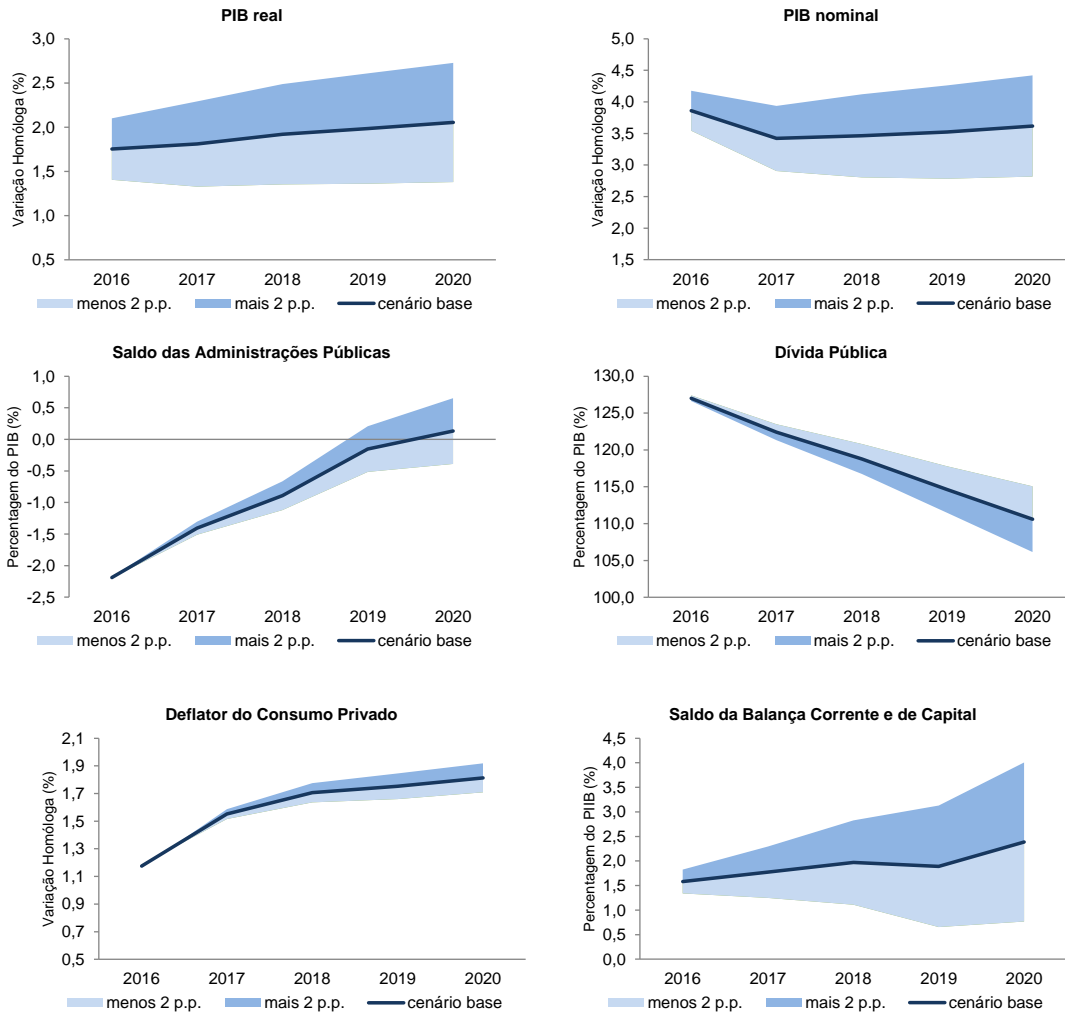 PIB real
Variação Homóloga (%)
3,0
2,5
2,0
1,5
1,0
0,5
2016 2017 2018 2019 2020
menos 2 p.p. mais 2 p.p. cenário base
PIB nominal
Variação Homóloga (%)
5,0
4,5
4,0
3,5
3,0
2,5
2,0
1,5
2016 2017 2018 2019 2020
menos 2 p.p. mais 2 p.p. cenário base
Saldo das Administrações Públicas
Percentagem do PIB (%)
1,0
0,5
0,0
-0,5
-1,0
-1,5
-2,0
-2,5
2016 2017 2018 2019 2020
menos 2 p.p. mais 2 p.p. cenário base
Dívida Pública
Percentagem do PIB (%)
130,0
125,0
120,0
115,0
110,0
105,0
100,0
2016 2017 2018 2019 2020
menos 2 p.p. mais 2 p.p. cenário base
Deflator do Consumo Privado
Variação Homóloga (%)
2,1
1,9
1,7
1,5
1,3
1,1
0,9
0,7
0,5
2016 2017 2018 2019 2020
menos 2 p.p. mais 2 p.p. cenário base
Saldo da Balança Corrente e de Capital
Percentagem do PIIB (%)
4,5
4,0
3,5
3,0
2,5
2,0
1,5
1,0
0,5
0,0
2016 2017 2018 2019 2020
menos 2 p.p. mais 2 p.p. cenário base